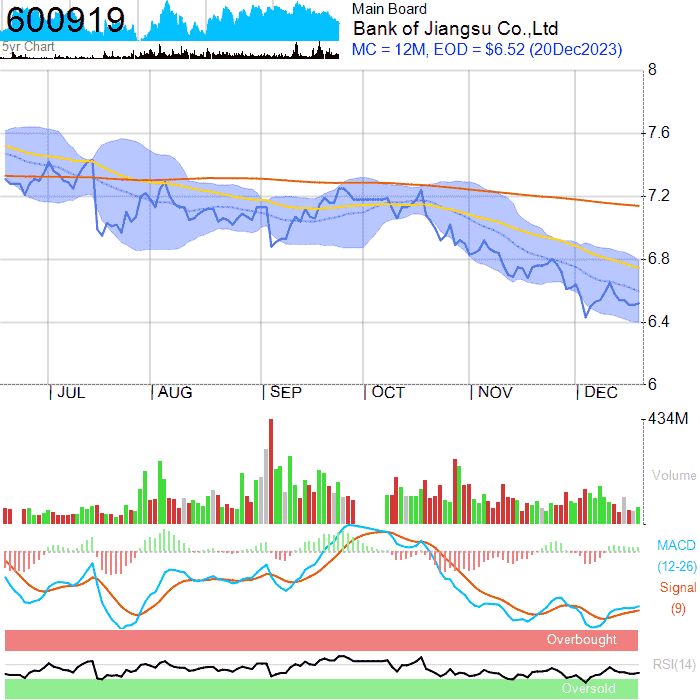 600919
5yr Chart
Main Board
Bank of Jiangsu Co.,Ltd
MC = 12M, EOD = $6.52 (20Dec2023)
8
7.6
7.2
6.8
6.4
6
JUL AUG SEP OCT NOV DEC
434M
Volume
MACD
(12-26)
Signal
(9)
Overbought
RSI(14)
Oversold